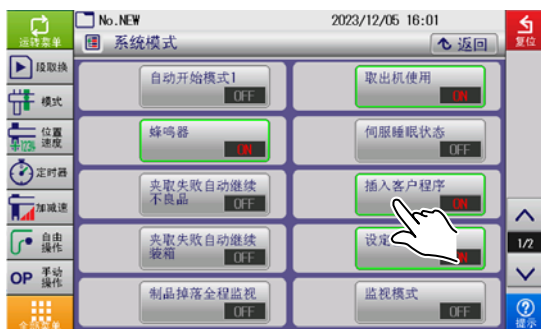 No.NEW 2023/12/05 16:01
运转菜单
系统模式
返回
复位
段取换
模式
位置
速度
定时器
加减速
自由
操作
OP 手动
操作
全部菜单
自动开始模式1
OFF
取出机使用
ON
蜂鸣器
ON
伺服睡眠状态
OFF
夹取失败自动继续
不良品 OFF
插入客户程序
ON
夹取失败自动继续
装箱 OFF
设定
制品掉落全程监视
OFF
监视模式
OFF
1/2
提示